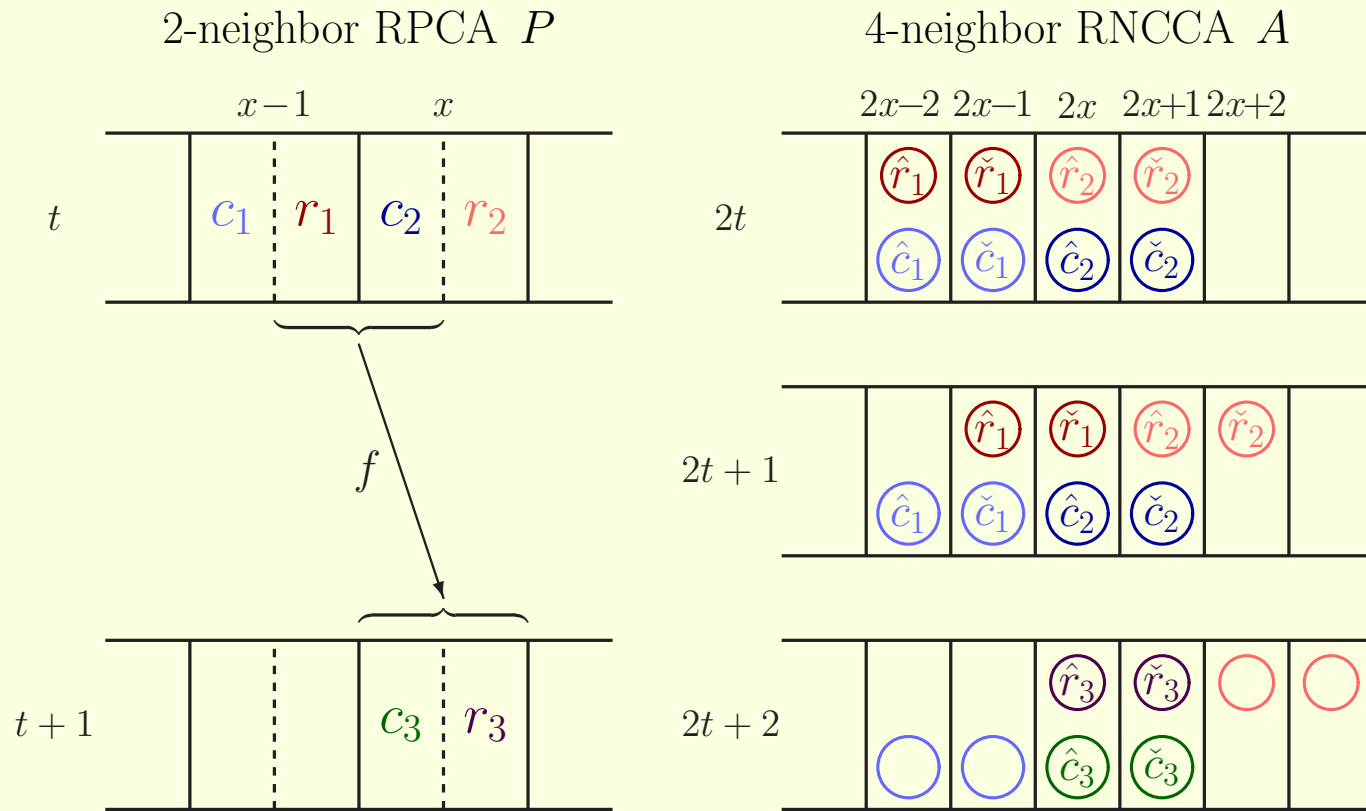 2-neighbor RPCA P
4-neighbor RNCCA A
x−1 x
2x−2 2x−1 2x 2x+1 2x+2
t c₁ r₁ c₂ r₂
2t r̂₁ ř₁ r̂₂ ř₂
ĉ₁ č₁ ĉ₂ č₂
f
2t+1 r̂₁ ř₁ r̂₂ ř₂
ĉ₁ č₁ ĉ₂ č₂
t+1 c₃ r₃
2t+2 r̂₃ ř₃
ĉ₃ č₃